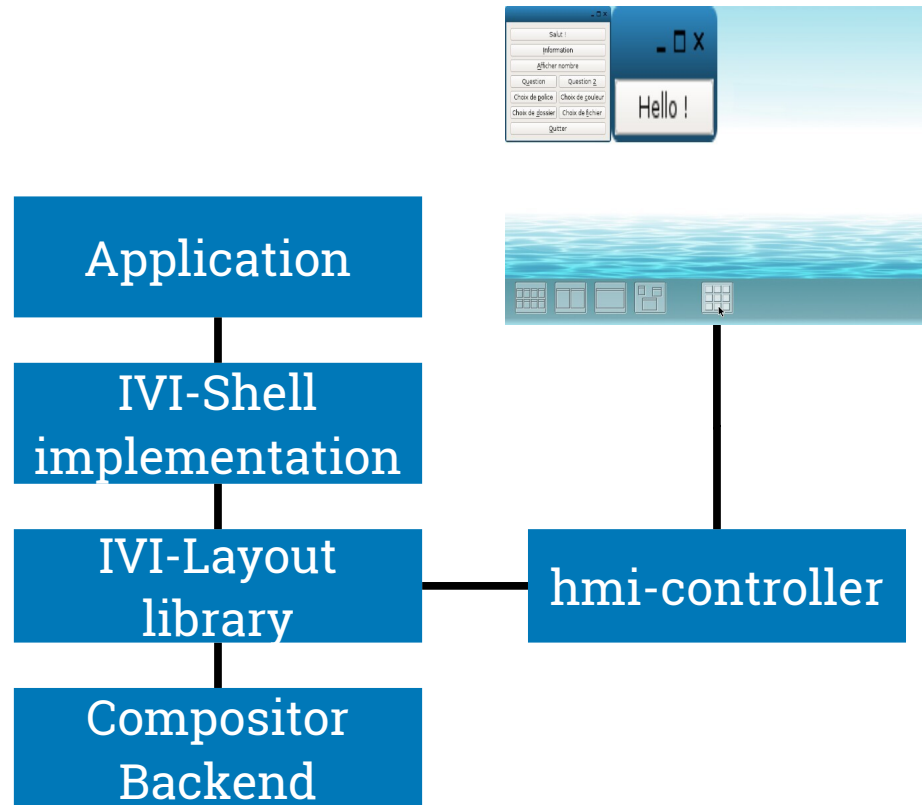 Salut !
Information
Afficher nombre
Question Question 2
Choix de police Choix de couleur
Choix de dossier Choix de fichier
Quitter
Hello !
Application
IVI-Shell
implementation
IVI-Layout
library
hmi-controller
Compositor
Backend